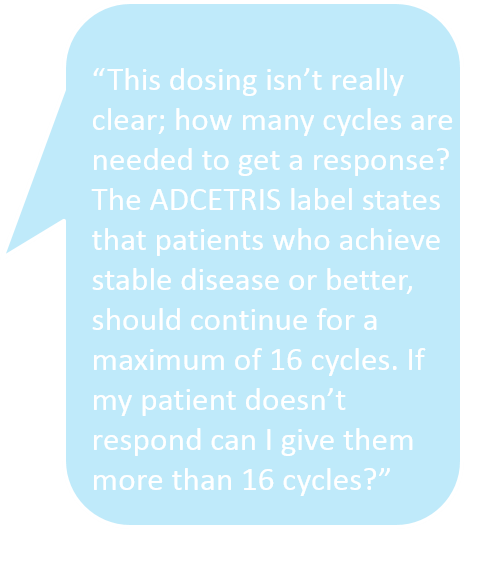 “This dosing isn’t really
clear; how many cycles are
needed to get a response?
The ADCETRIS label states
that patients who achieve
stable disease or better,
should continue for a
maximum of 16 cycles. If
my patient doesn’t
respond can I give them
more than 16 cycles?”